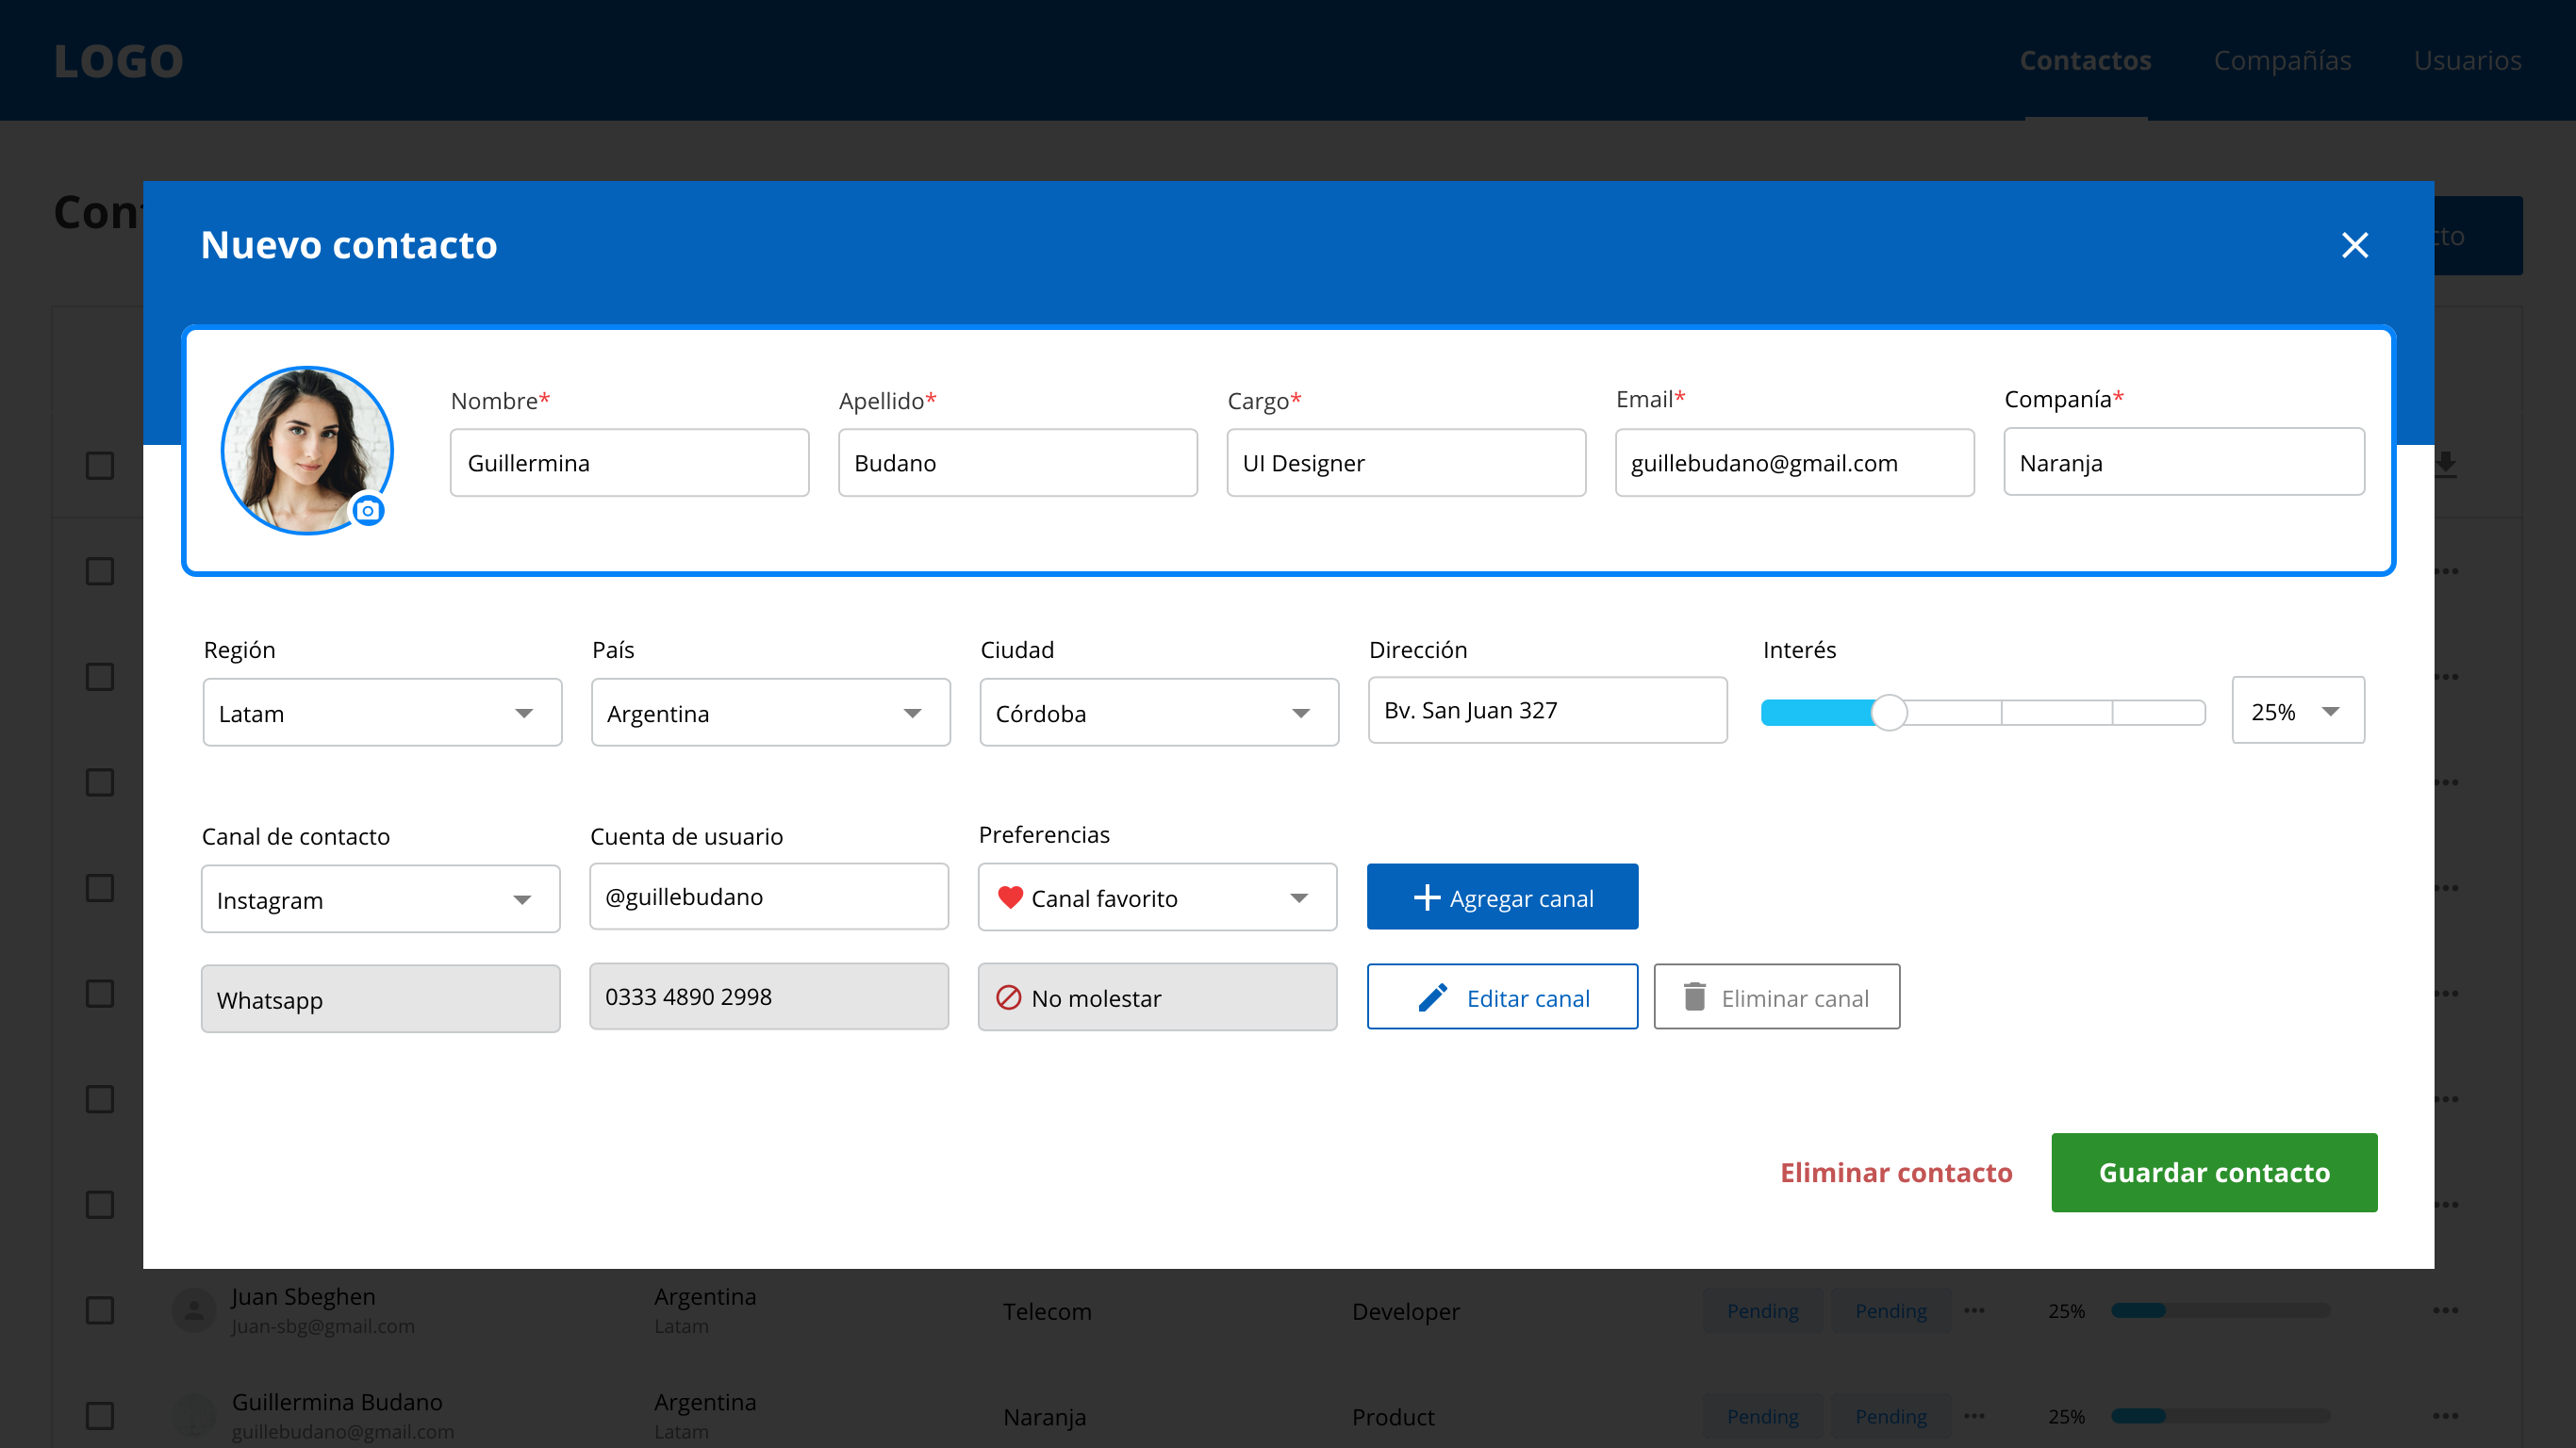 LOGO
Contactos
Compañías
Usuarios
Con
cto
Nuevo contacto
Nombre*
Apellido*
Cargo*
Email*
Companía*
Guillermina
Budano
UI Designer
guillebudano@gmail.com
Naranja
Región
País
Ciudad
Dirección
Interés
Latam
Argentina
Córdoba
Bv. San Juan 327
25%
Canal de contacto
Cuenta de usuario
Preferencias
Instagram
@guillebudano
Canal favorito
Agregar canal
Whatsapp
0333 4890 2998
No molestar
Editar canal
Eliminar canal
Eliminar contacto
Guardar contacto
Juan Sbeghen
Juan-sbg@gmail.com
Argentina
Latam
Telecom
Developer
Pending
Pending
25%
Guillermina Budano
guillebudano@gmail.com
Argentina
Latam
Naranja
Product
Pending
Pending
25%